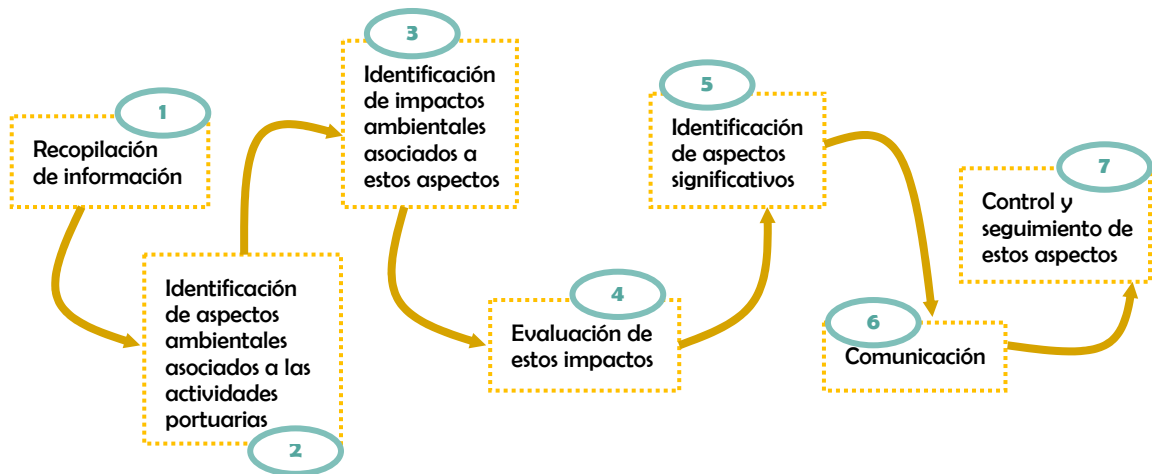 1
Recopilación
de información
2
Identificación
de aspectos
ambientales
asociados a las
actividades
portuarias
3
Identificación
de impactos
ambientales
asociados a
estos aspectos
4
Evaluación de
estos impactos
5
Identificación
de aspectos
significativos
6
Comunicación
7
Control y
seguimiento de
estos aspectos